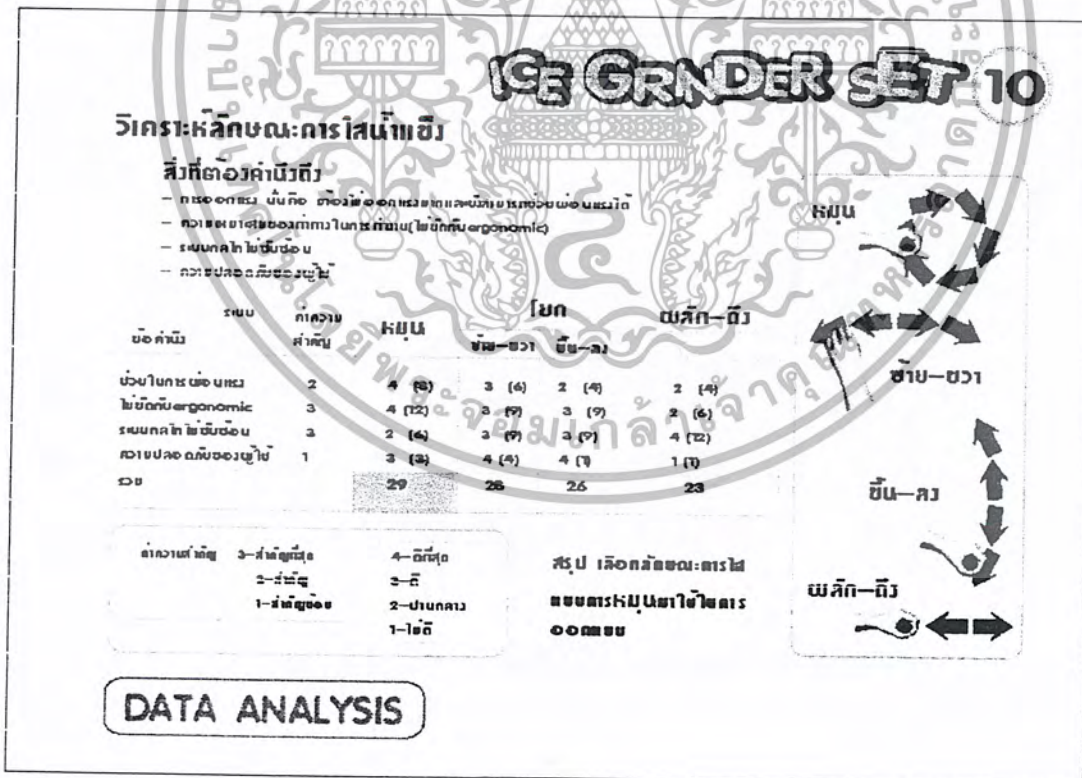 ICE GRNDER SET 10
วิเคราะห์ลักษณะการไสน้ำแข็ง
สิ่งที่ต้องคำนึงถึง
– การออกแรง นั่นคือ ต้องไม่ออกแรงมากและมีกลไกช่วยผ่อนแรงได้
– ความเหมาะสมของท่าทางในการทำงาน(ไม่ขัดกับergonomic)
– ระบบกลไกไม่ซับซ้อน
– ความปลอดภัยของผู้ใช้
ระบบ ค่าความสำคัญ หมุน โยก ผลัก–ดึง
ข้อคำนึง ซ้าย–ขวา ขึ้น–ลง
ช่วยในการผ่อนแรง 2 4 (8) 3 (6) 2 (4) 2 (4)
ไม่ขัดกับergonomic 3 4 (12) 3 (9) 3 (9) 2 (6)
ระบบกลไกไม่ซับซ้อน 3 2 (6) 3 (9) 3 (9) 4 (12)
ความปลอดภัยของผู้ใช้ 1 3 (3) 4 (4) 4 (1) 1 (1)
รวม 29 28 26 23
ค่าความสำคัญ 3–สำคัญที่สุด 4–ดีที่สุด
2–สำคัญ 3–ดี
1–สำคัญน้อย 2–ปานกลาง
1–ไม่ดี
สรุป เลือกลักษณะการไส
แบบการหมุนมาใช้ในการ
ออกแบบ
หมุน
ซ้าย–ขวา
ขึ้น–ลง
ผลัก–ดึง
DATA ANALYSIS